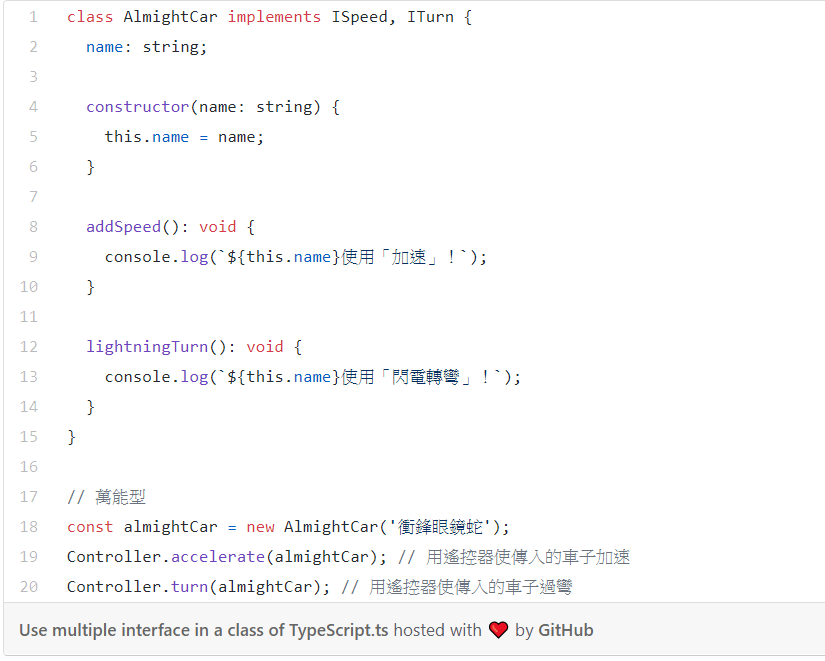 1 class AlmightCar implements ISpeed, ITurn {
2   name: string;
3
4   constructor(name: string) {
5     this.name = name;
6   }
7
8   addSpeed(): void {
9     console.log(`${this.name}使用「加速」！`);
10   }
11
12   lightningTurn(): void {
13     console.log(`${this.name}使用「閃電轉彎」！`);
14   }
15 }
16
17 // 萬能型
18 const almightCar = new AlmightCar('衝鋒眼鏡蛇');
19 Controller.accelerate(almightCar); // 用遙控器使傳入的車子加速
20 Controller.turn(almightCar); // 用遙控器使傳入的車子過彎
Use multiple interface in a class of TypeScript.ts hosted with ❤ by GitHub